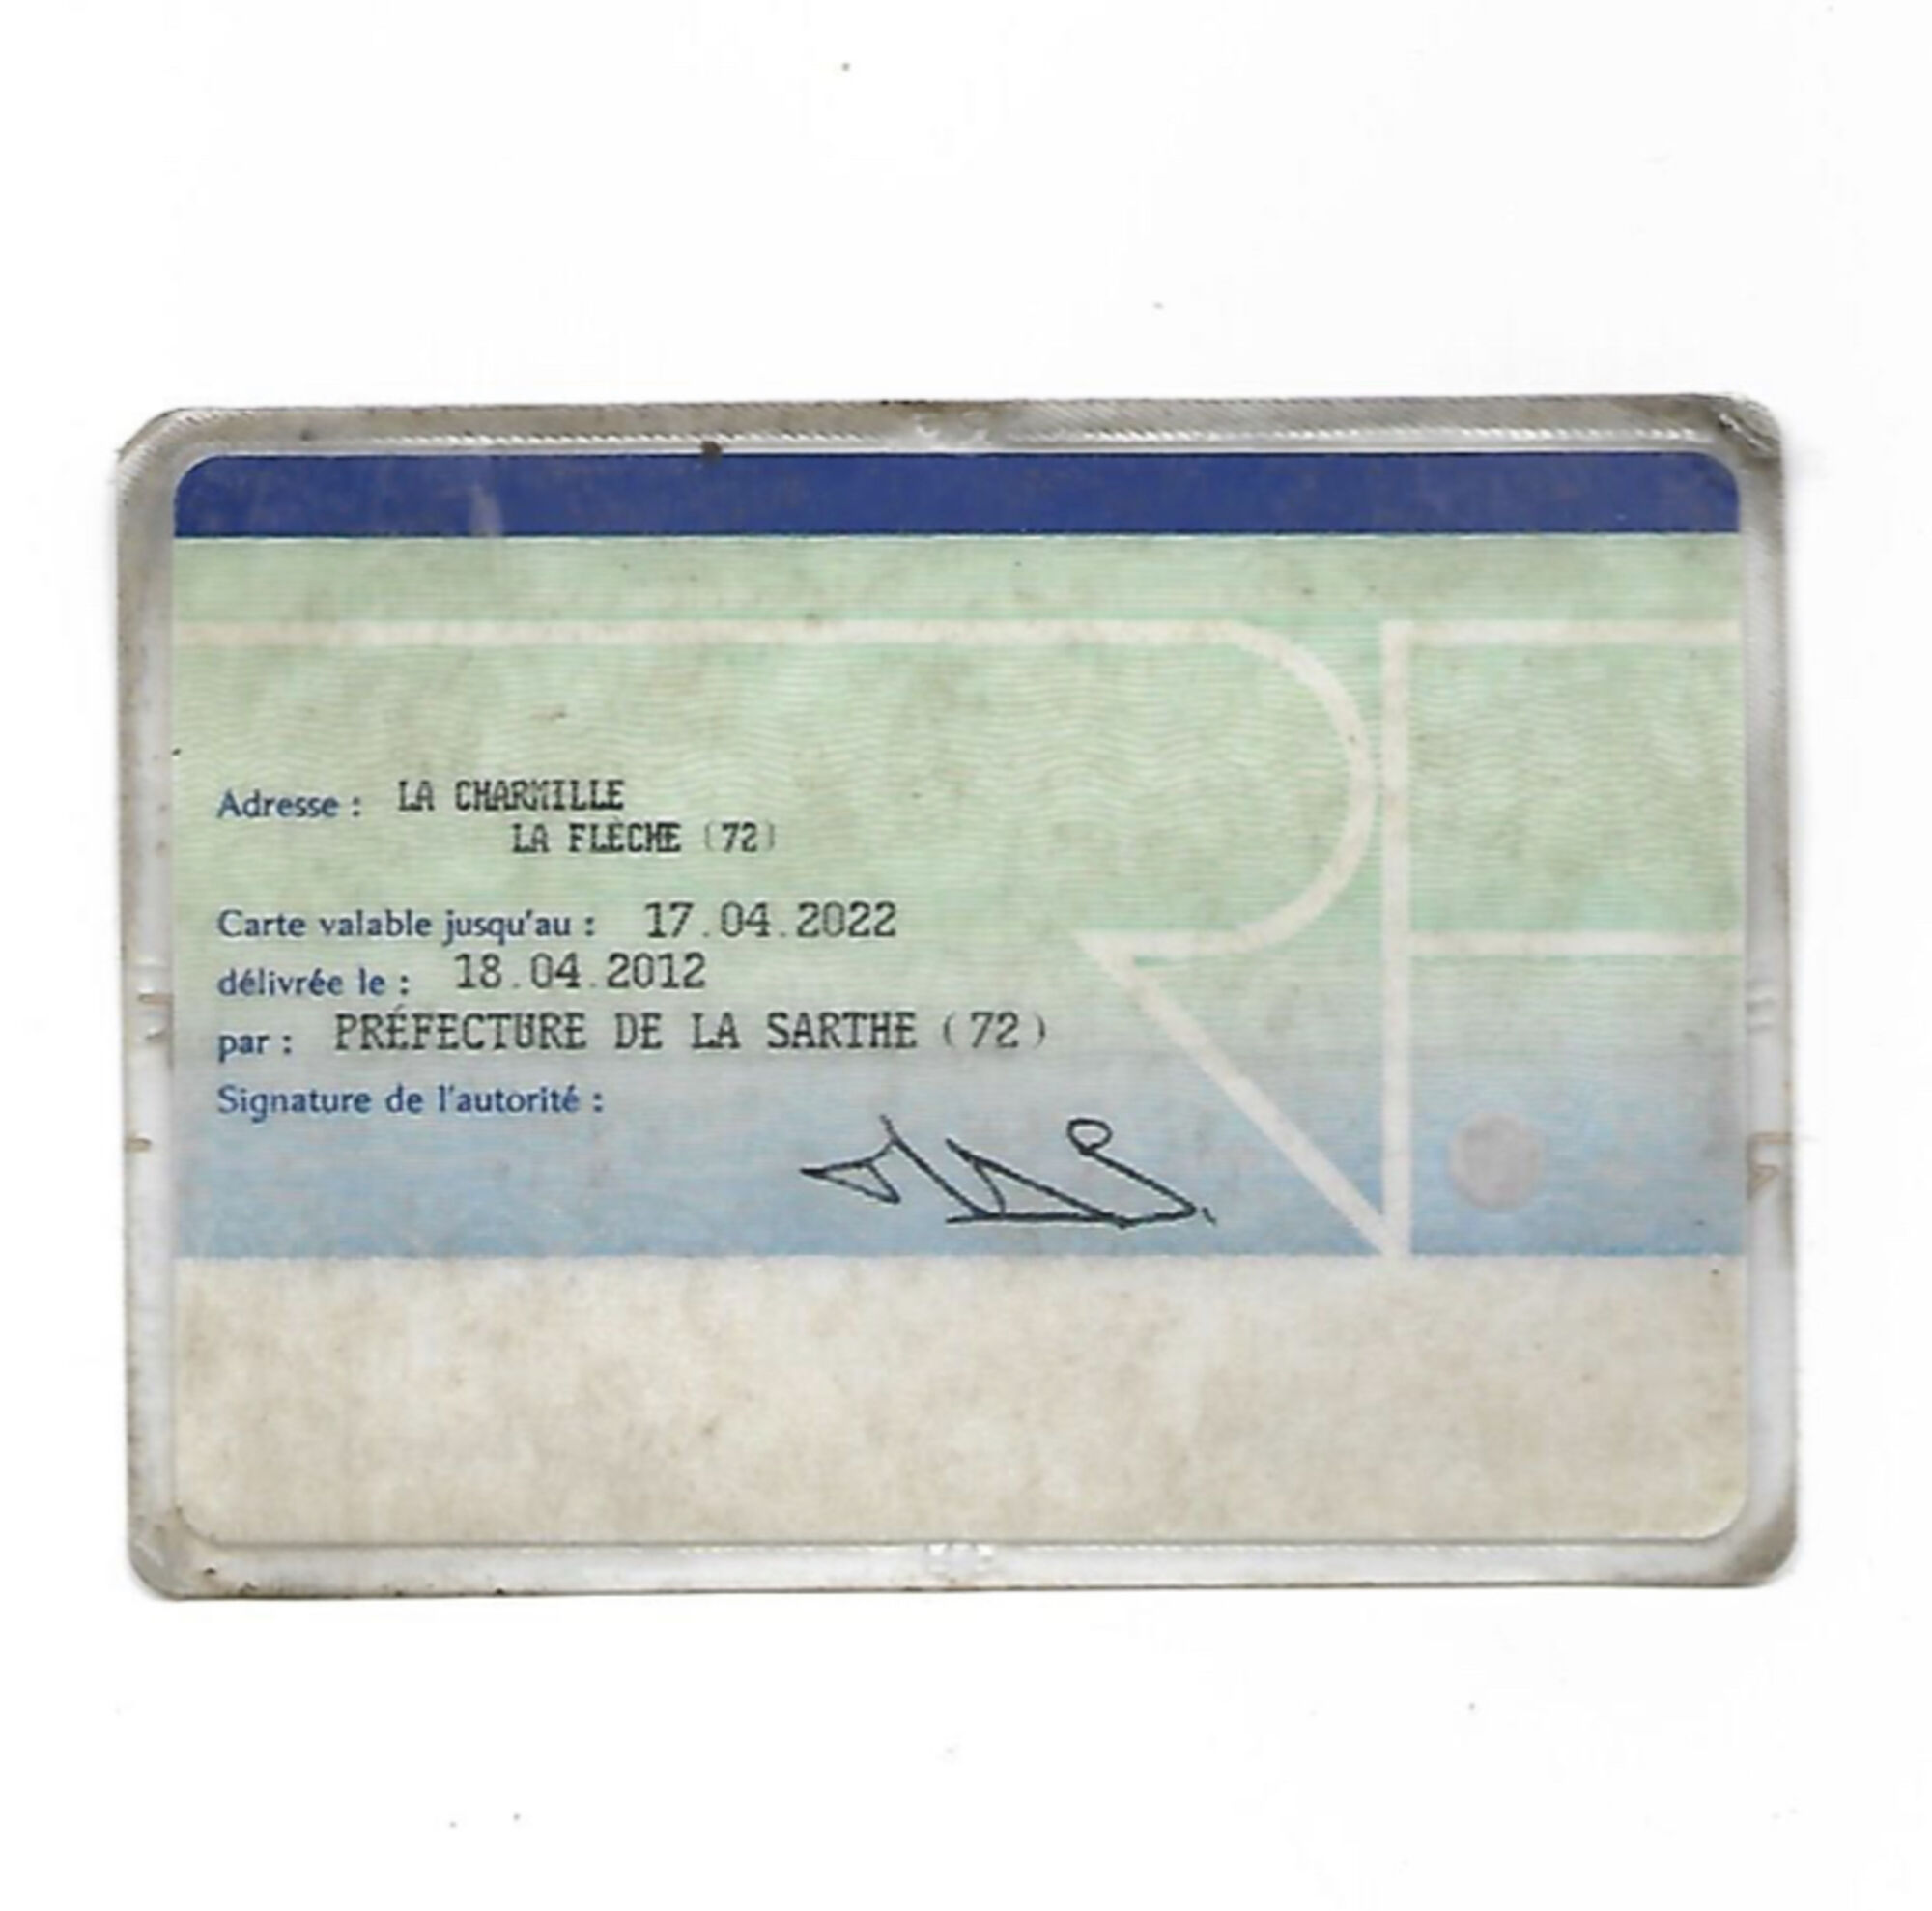 Adresse : LA CHARMILLE
LA FLÈCHE (72)
Carte valable jusqu'au : 17.04.2022
délivrée le : 18.04.2012
par : PRÉFECTURE DE LA SARTHE (72)
Signature de l'autorité :